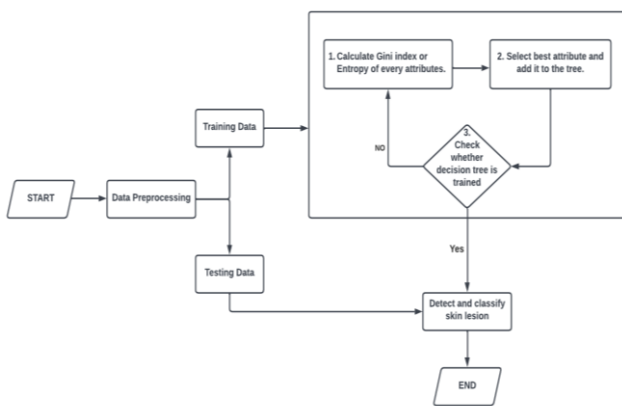 1. Calculate Gini index or
Entropy of every attributes.
2. Select best attribute and
add it to the tree.
Training Data
3.
Check
whether
decision tree is
trained
NO
START
Data Preprocessing
Yes
Testing Data
Detect and classify
skin lesion
END